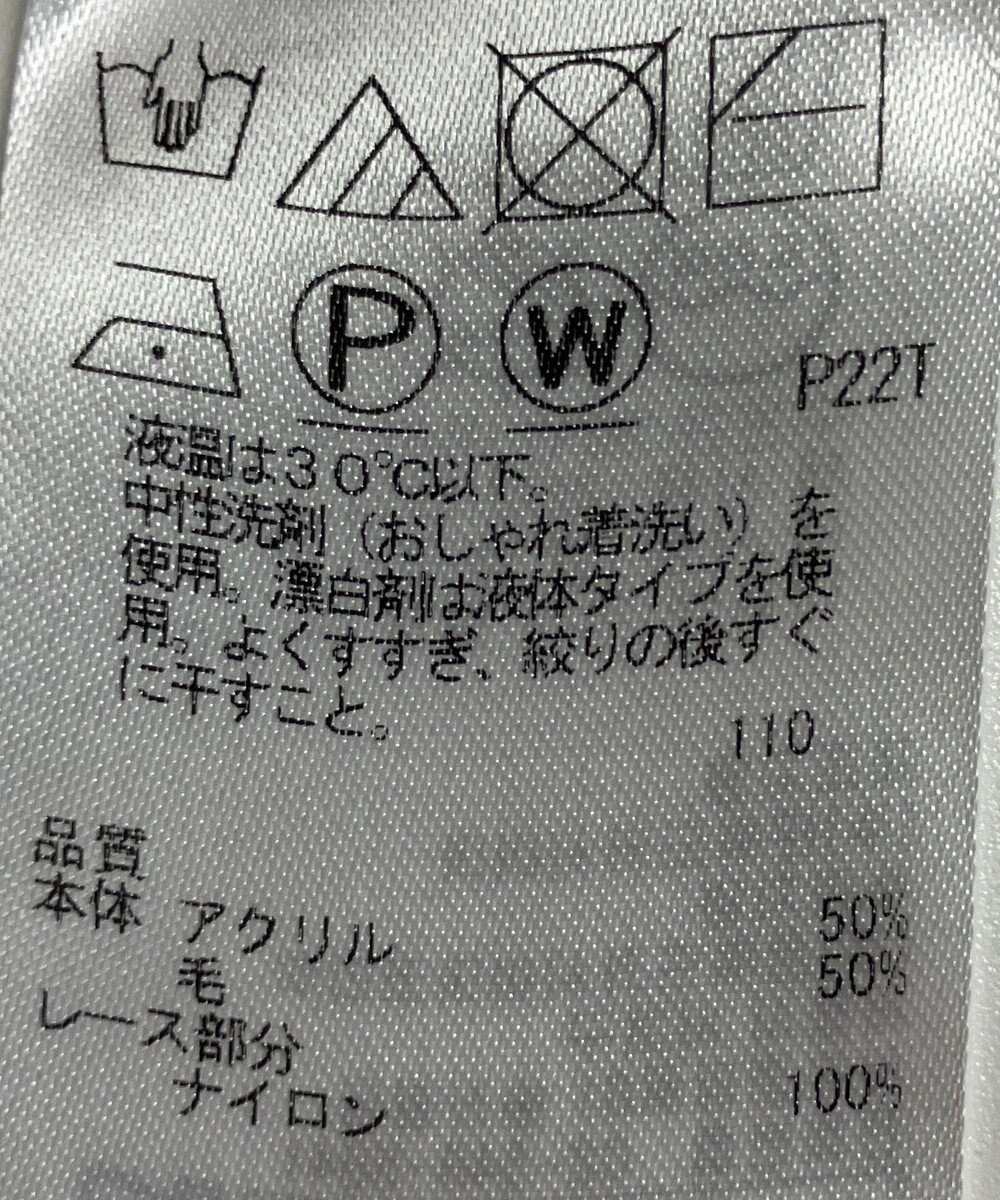 P
W
P22T
液温は30℃以下。
中性洗剤(おしゃれ着洗い)を
使用。漂白剤は液体タイプを使
用。よくすすぎ、絞りの後すぐ
に干すこと。
110
品質
本体 アクリル 50%
毛 50%
レース部分
ナイロン 100%